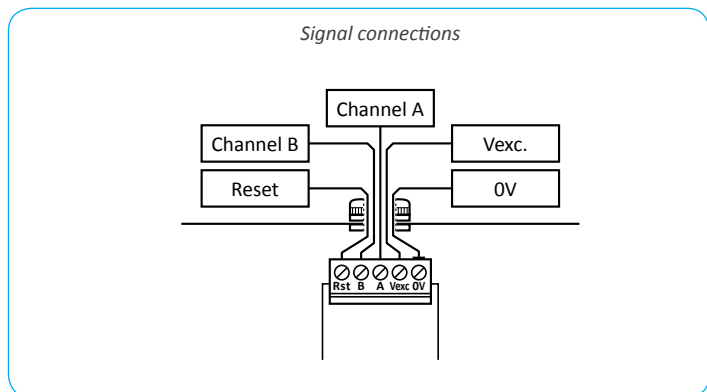 Signal connections
Channel A
Channel B
Vexc.
Reset
0V
Rst B A Vexc 0V